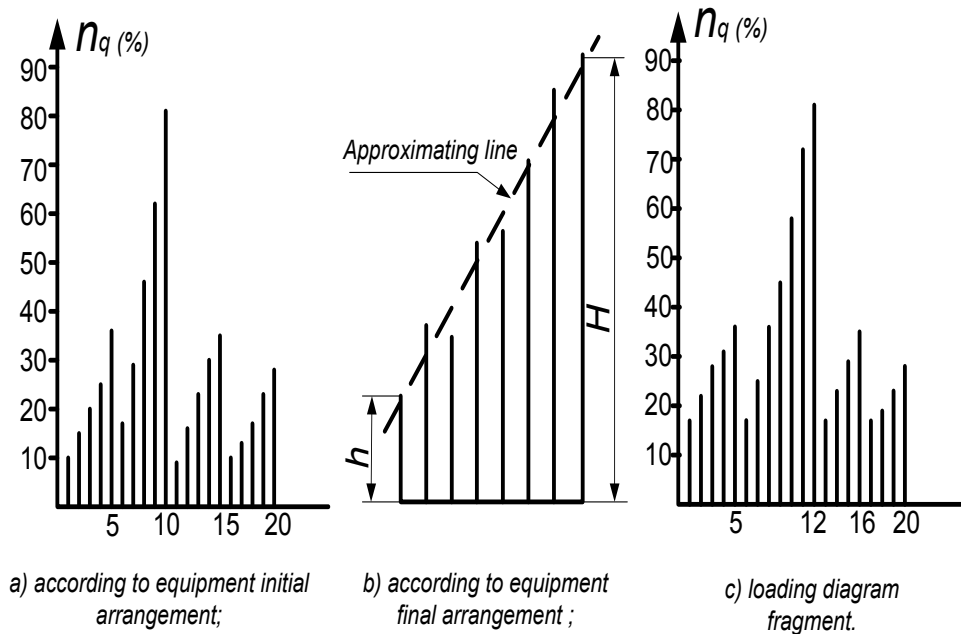 nq (%)
90
80
70
60
50
40
30
20
10
5
10
15
20
a) according to equipment initial
arrangement;
Approximating line
h
H
b) according to equipment
final arrangement ;
nq (%)
90
80
70
60
50
40
30
20
10
5
12
16
20
c) loading diagram
fragment.